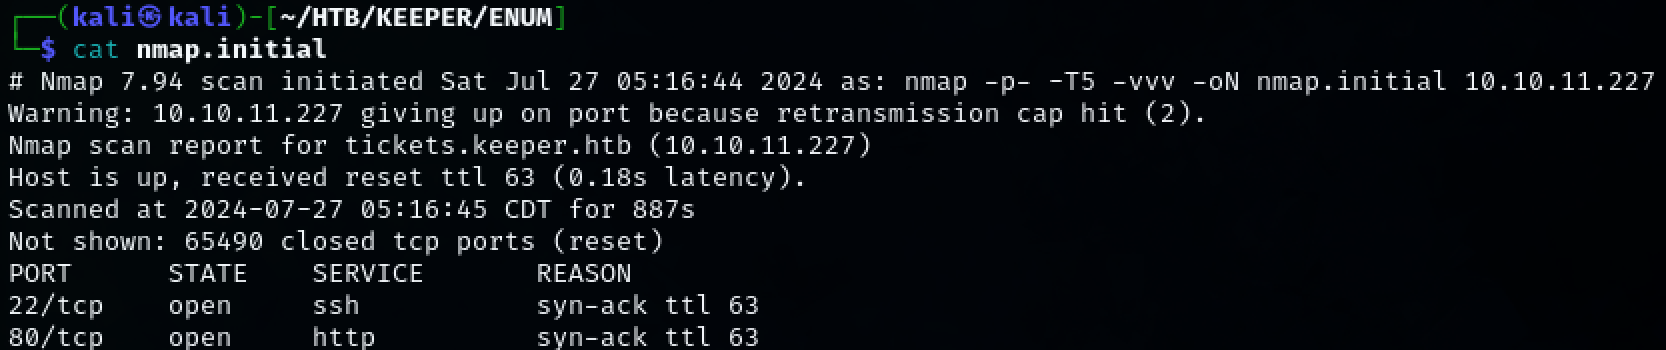 ┌──(kali㉿kali)-[~/HTB/KEEPER/ENUM]
└─$ cat nmap.initial
# Nmap 7.94 scan initiated Sat Jul 27 05:16:44 2024 as: nmap -p- -T5 -vvv -oN nmap.initial 10.10.11.227
Warning: 10.10.11.227 giving up on port because retransmission cap hit (2).
Nmap scan report for tickets.keeper.htb (10.10.11.227)
Host is up, received reset ttl 63 (0.18s latency).
Scanned at 2024-07-27 05:16:45 CDT for 887s
Not shown: 65490 closed tcp ports (reset)
PORT      STATE    SERVICE       REASON
22/tcp    open     ssh           syn-ack ttl 63
80/tcp    open     http          syn-ack ttl 63